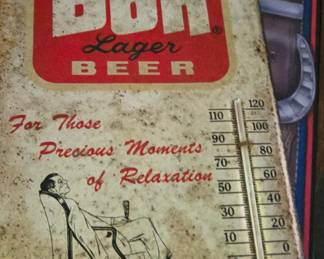 Lager ®
BEER
For Those
Precious Moments
of Relaxation
120
110
100
90
80
70
60
50
40
30
20
10
0